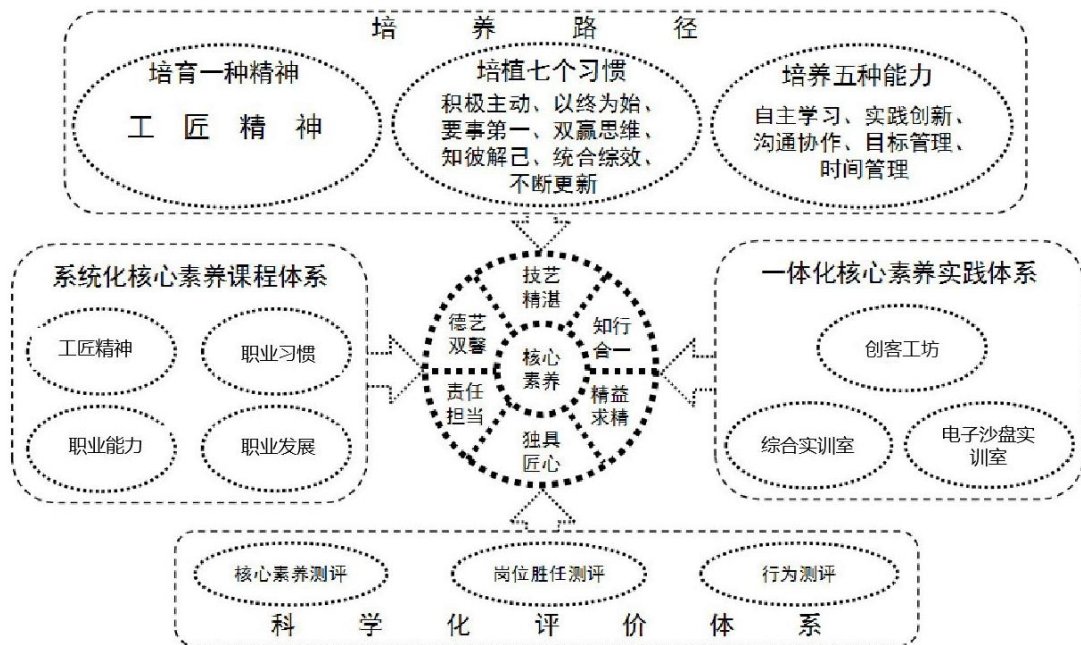 培 养 路 径
培育一种精神
工 匠 精 神
培植七个习惯
积极主动、以终为始、
要事第一、双赢思维、
知彼解己、统合综效、
不断更新
培养五种能力
自主学习、实践创新、
沟通协作、目标管理、
时间管理
系统化核心素养课程体系
工匠精神
职业习惯
职业能力
职业发展
技艺
精湛
德艺
双馨
知行
合一
核心
素养
责任
担当
精益
求精
独具
匠心
一体化核心素养实践体系
创客工坊
综合实训室
电子沙盘实
训室
核心素养测评
岗位胜任测评
行为测评
科 学 化 评 价 体 系